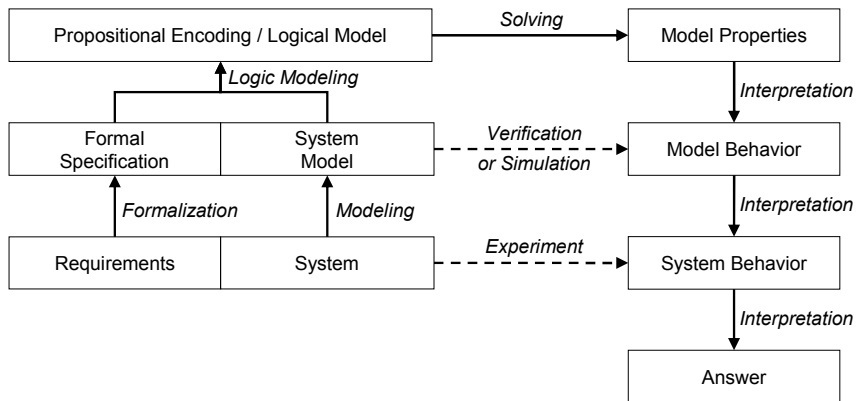 Propositional Encoding / Logical Model
Solving
Model Properties
Logic Modeling
Interpretation
Formal
Specification
System
Model
Verification
or Simulation
Model Behavior
Formalization
Modeling
Interpretation
Requirements
System
Experiment
System Behavior
Interpretation
Answer